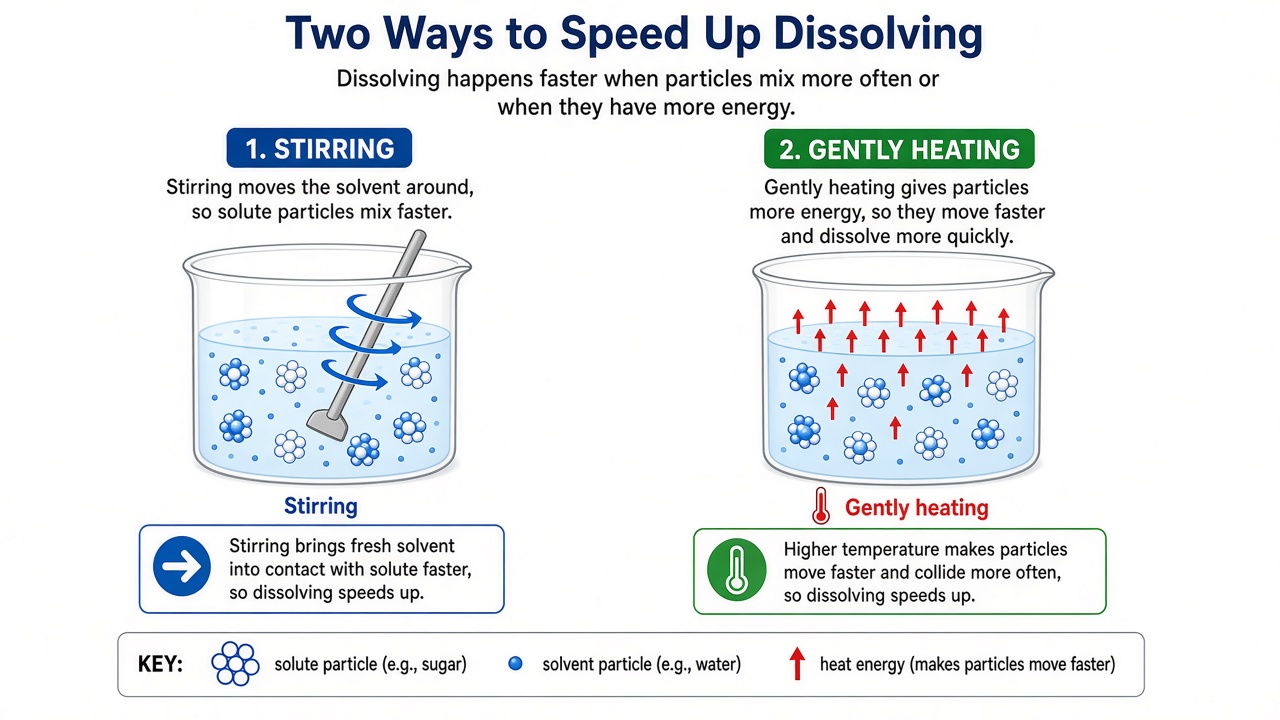 Two Ways to Speed Up Dissolving
Dissolving happens faster when particles mix more often or
when they have more energy.
1. STIRRING
Stirring moves the solvent around,
so solute particles mix faster.
Stirring
Stirring brings fresh solvent
into contact with solute faster,
so dissolving speeds up.
2. GENTLY HEATING
Gently heating gives particles
more energy, so they move faster
and dissolve more quickly.
Gently heating
Higher temperature makes particles
move faster and collide more often,
so dissolving speeds up.
KEY:
solute particle (e.g., sugar)
solvent particle (e.g., water)
heat energy (makes particles move faster)